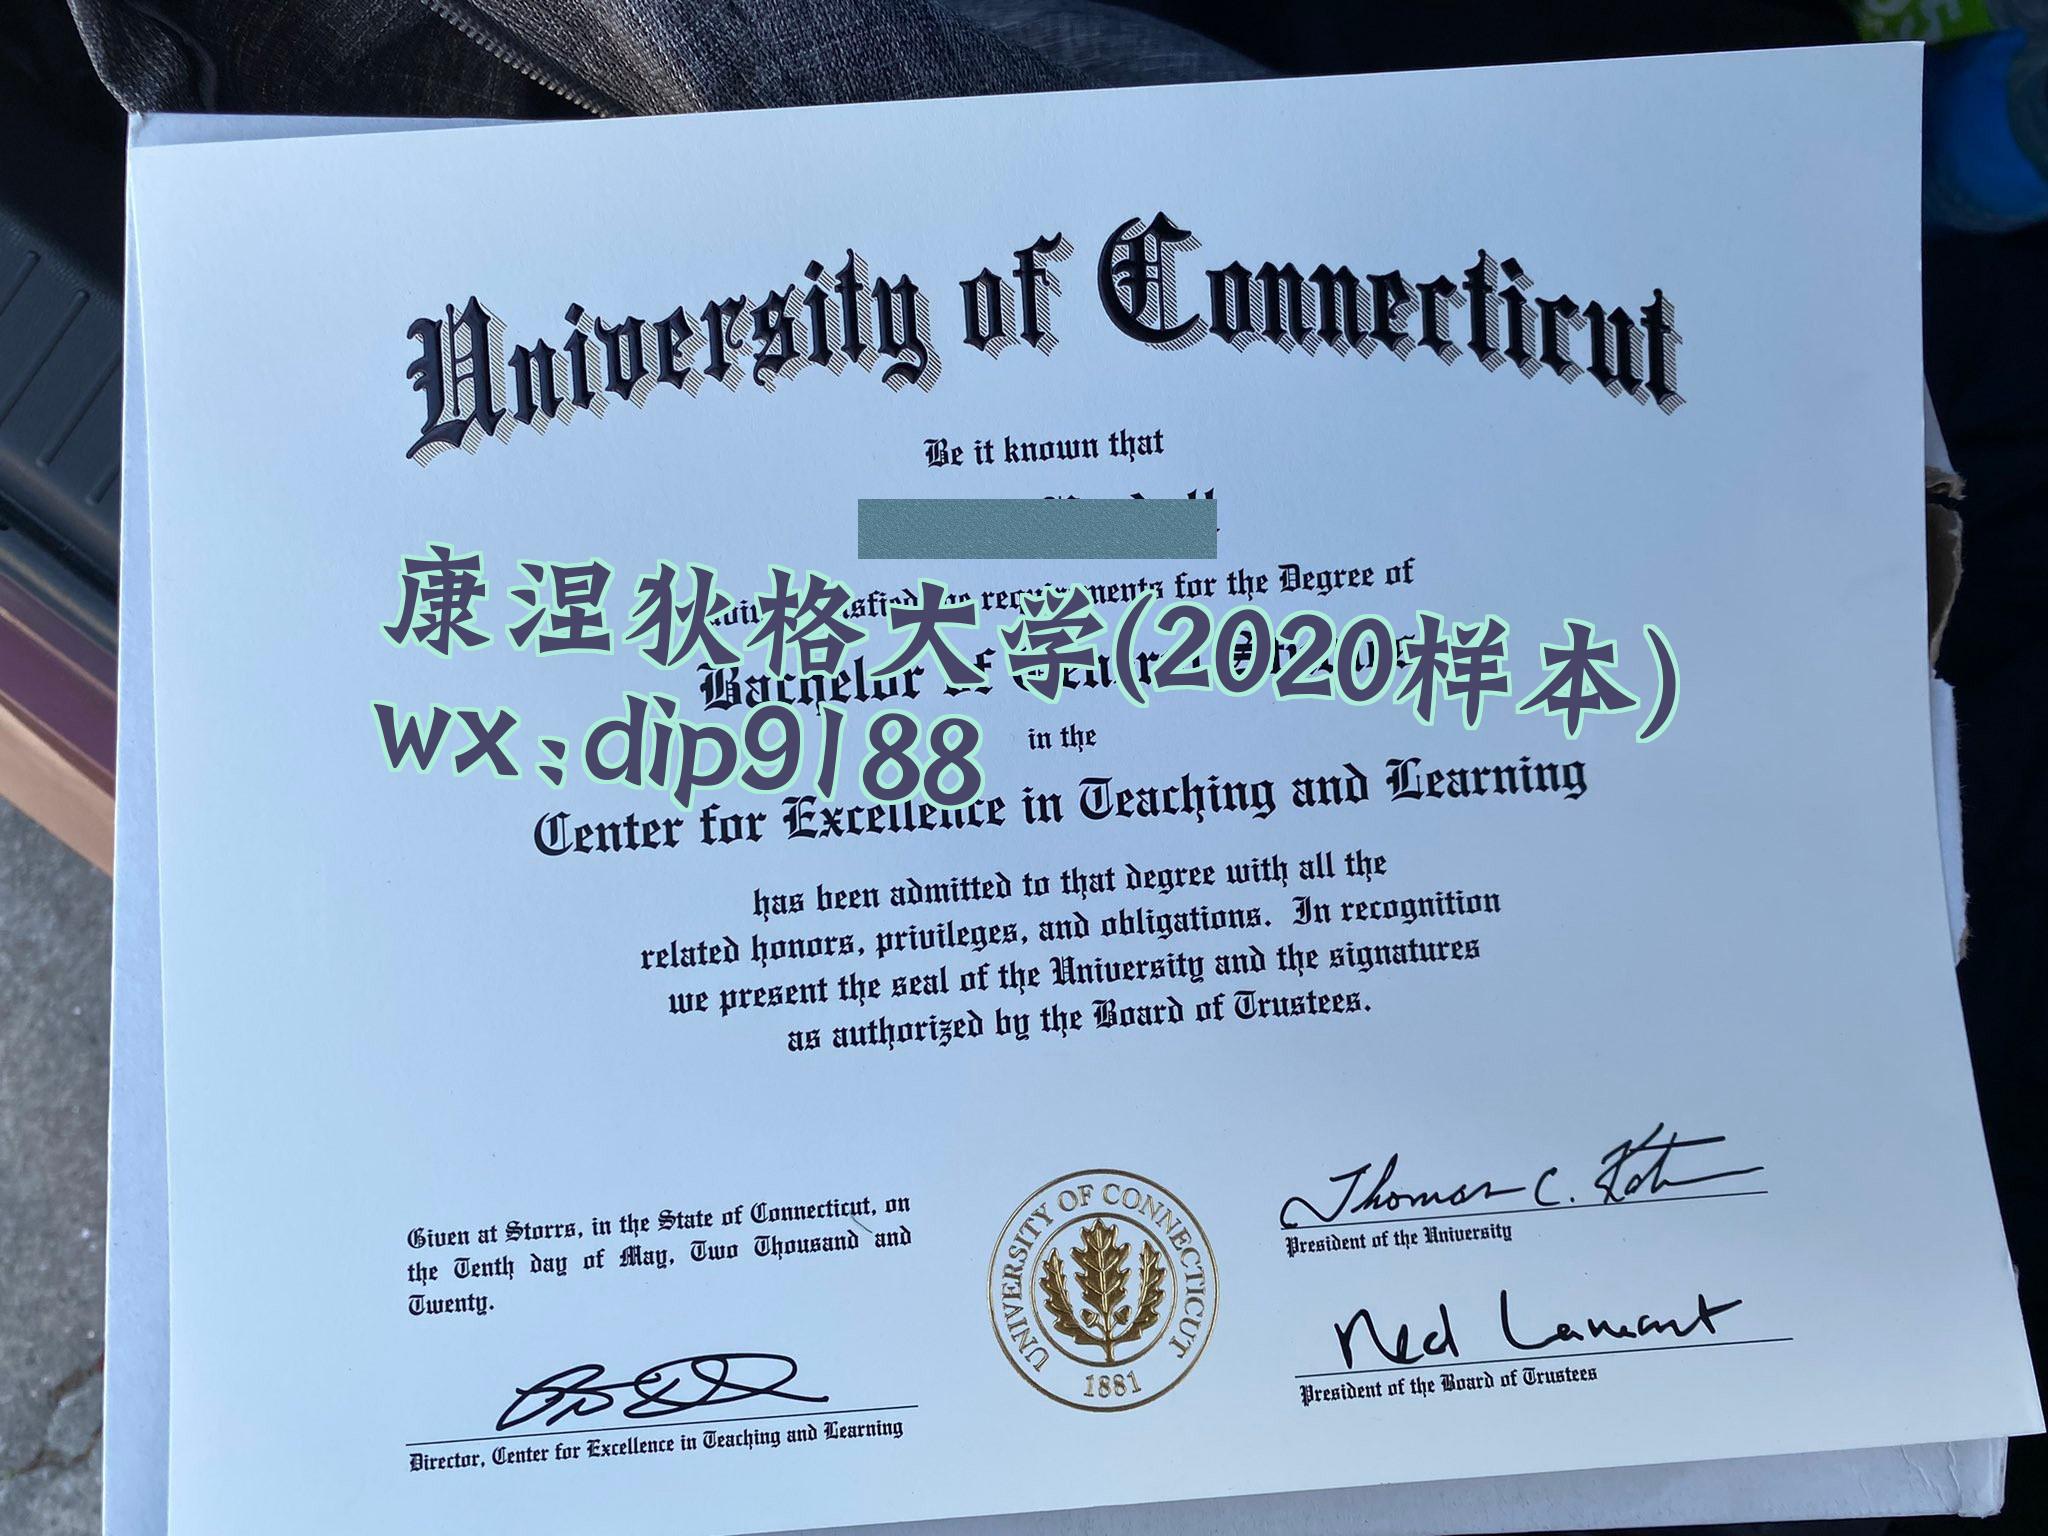 University of Connecticut
Be it known that
requirements for the Degree of
康涅狄格大学(2020样本)
Bachelor of General Studies
wx:dip9188
in the
Center for Excellence in Teaching and Learning
has been admitted to that degree with all the
related honors, privileges, and obligations. In recognition
we present the seal of the University and the signatures
as authorized by the Board of Trustees.
Given at Storrs, in the State of Connecticut, on
the Tenth day of May, Two Thousand and
Twenty.
UNIVERSITY OF CONNECTICUT
1881
Thomas C. Katsouleas
President of the University
Ned Lamont
President of the Board of Trustees
Director, Center for Excellence in Teaching and Learning